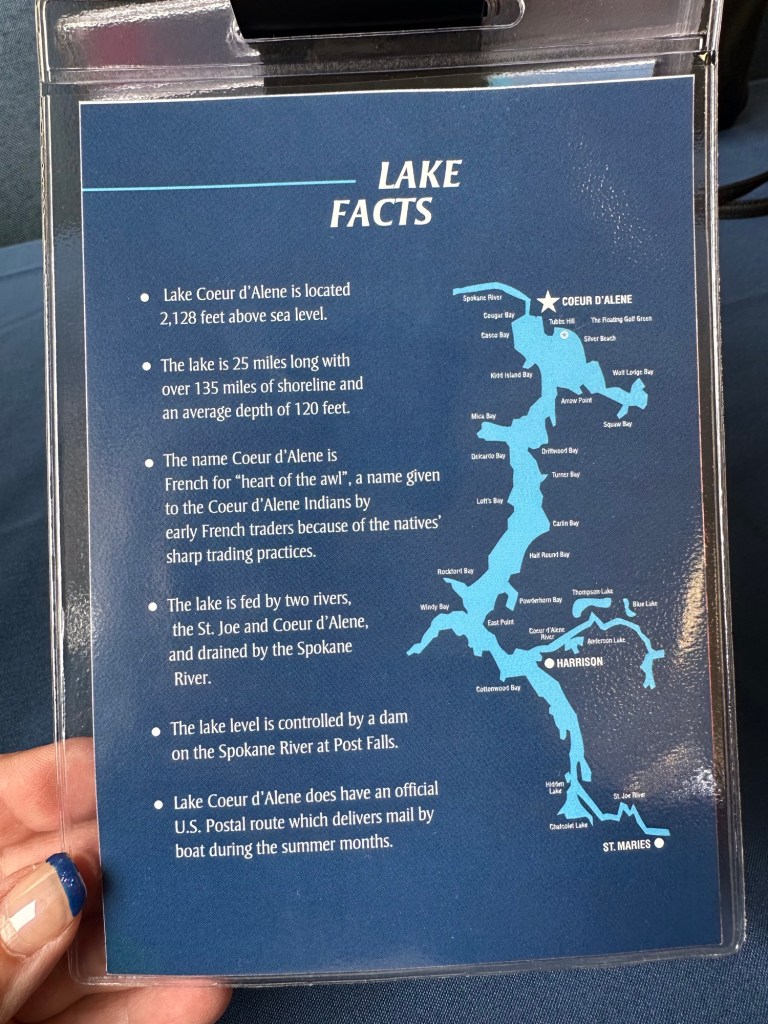 LAKE
FACTS
Lake Coeur d'Alene is located
2,128 feet above sea level.
The lake is 25 miles long with
over 135 miles of shoreline and
an average depth of 120 feet.
The name Coeur d'Alene is
French for "heart of the awl", a name given
to the Coeur d'Alene Indians by
early French traders because of the natives'
sharp trading practices.
The lake is fed by two rivers,
the St. Joe and Coeur d'Alene,
and drained by the Spokane
River.
The lake level is controlled by a dam
on the Spokane River at Post Falls.
Lake Coeur d'Alene does have an official
U.S. Postal route which delivers mail by
boat during the summer months.
Spokane River
COEUR D'ALENE
Cougar Bay
Tubbs Hill
The Floating Golf Green
Casco Bay
Silver Beach
Kidd Island Bay
Wolf Lodge Bay
Arrow Point
Mica Bay
Squaw Bay
Delcardo Bay
Driftwood Bay
Turner Bay
Loff's Bay
Carlin Bay
Half Round Bay
Rockford Bay
Powderhorn Bay
Thompson Lake
Blue Lake
Windy Bay
East Point
Coeur d'Alene
River
Anderson Lake
HARRISON
Cottonwood Bay
Hidden
Lake
St. Joe River
Chatcolet Lake
ST. MARIES